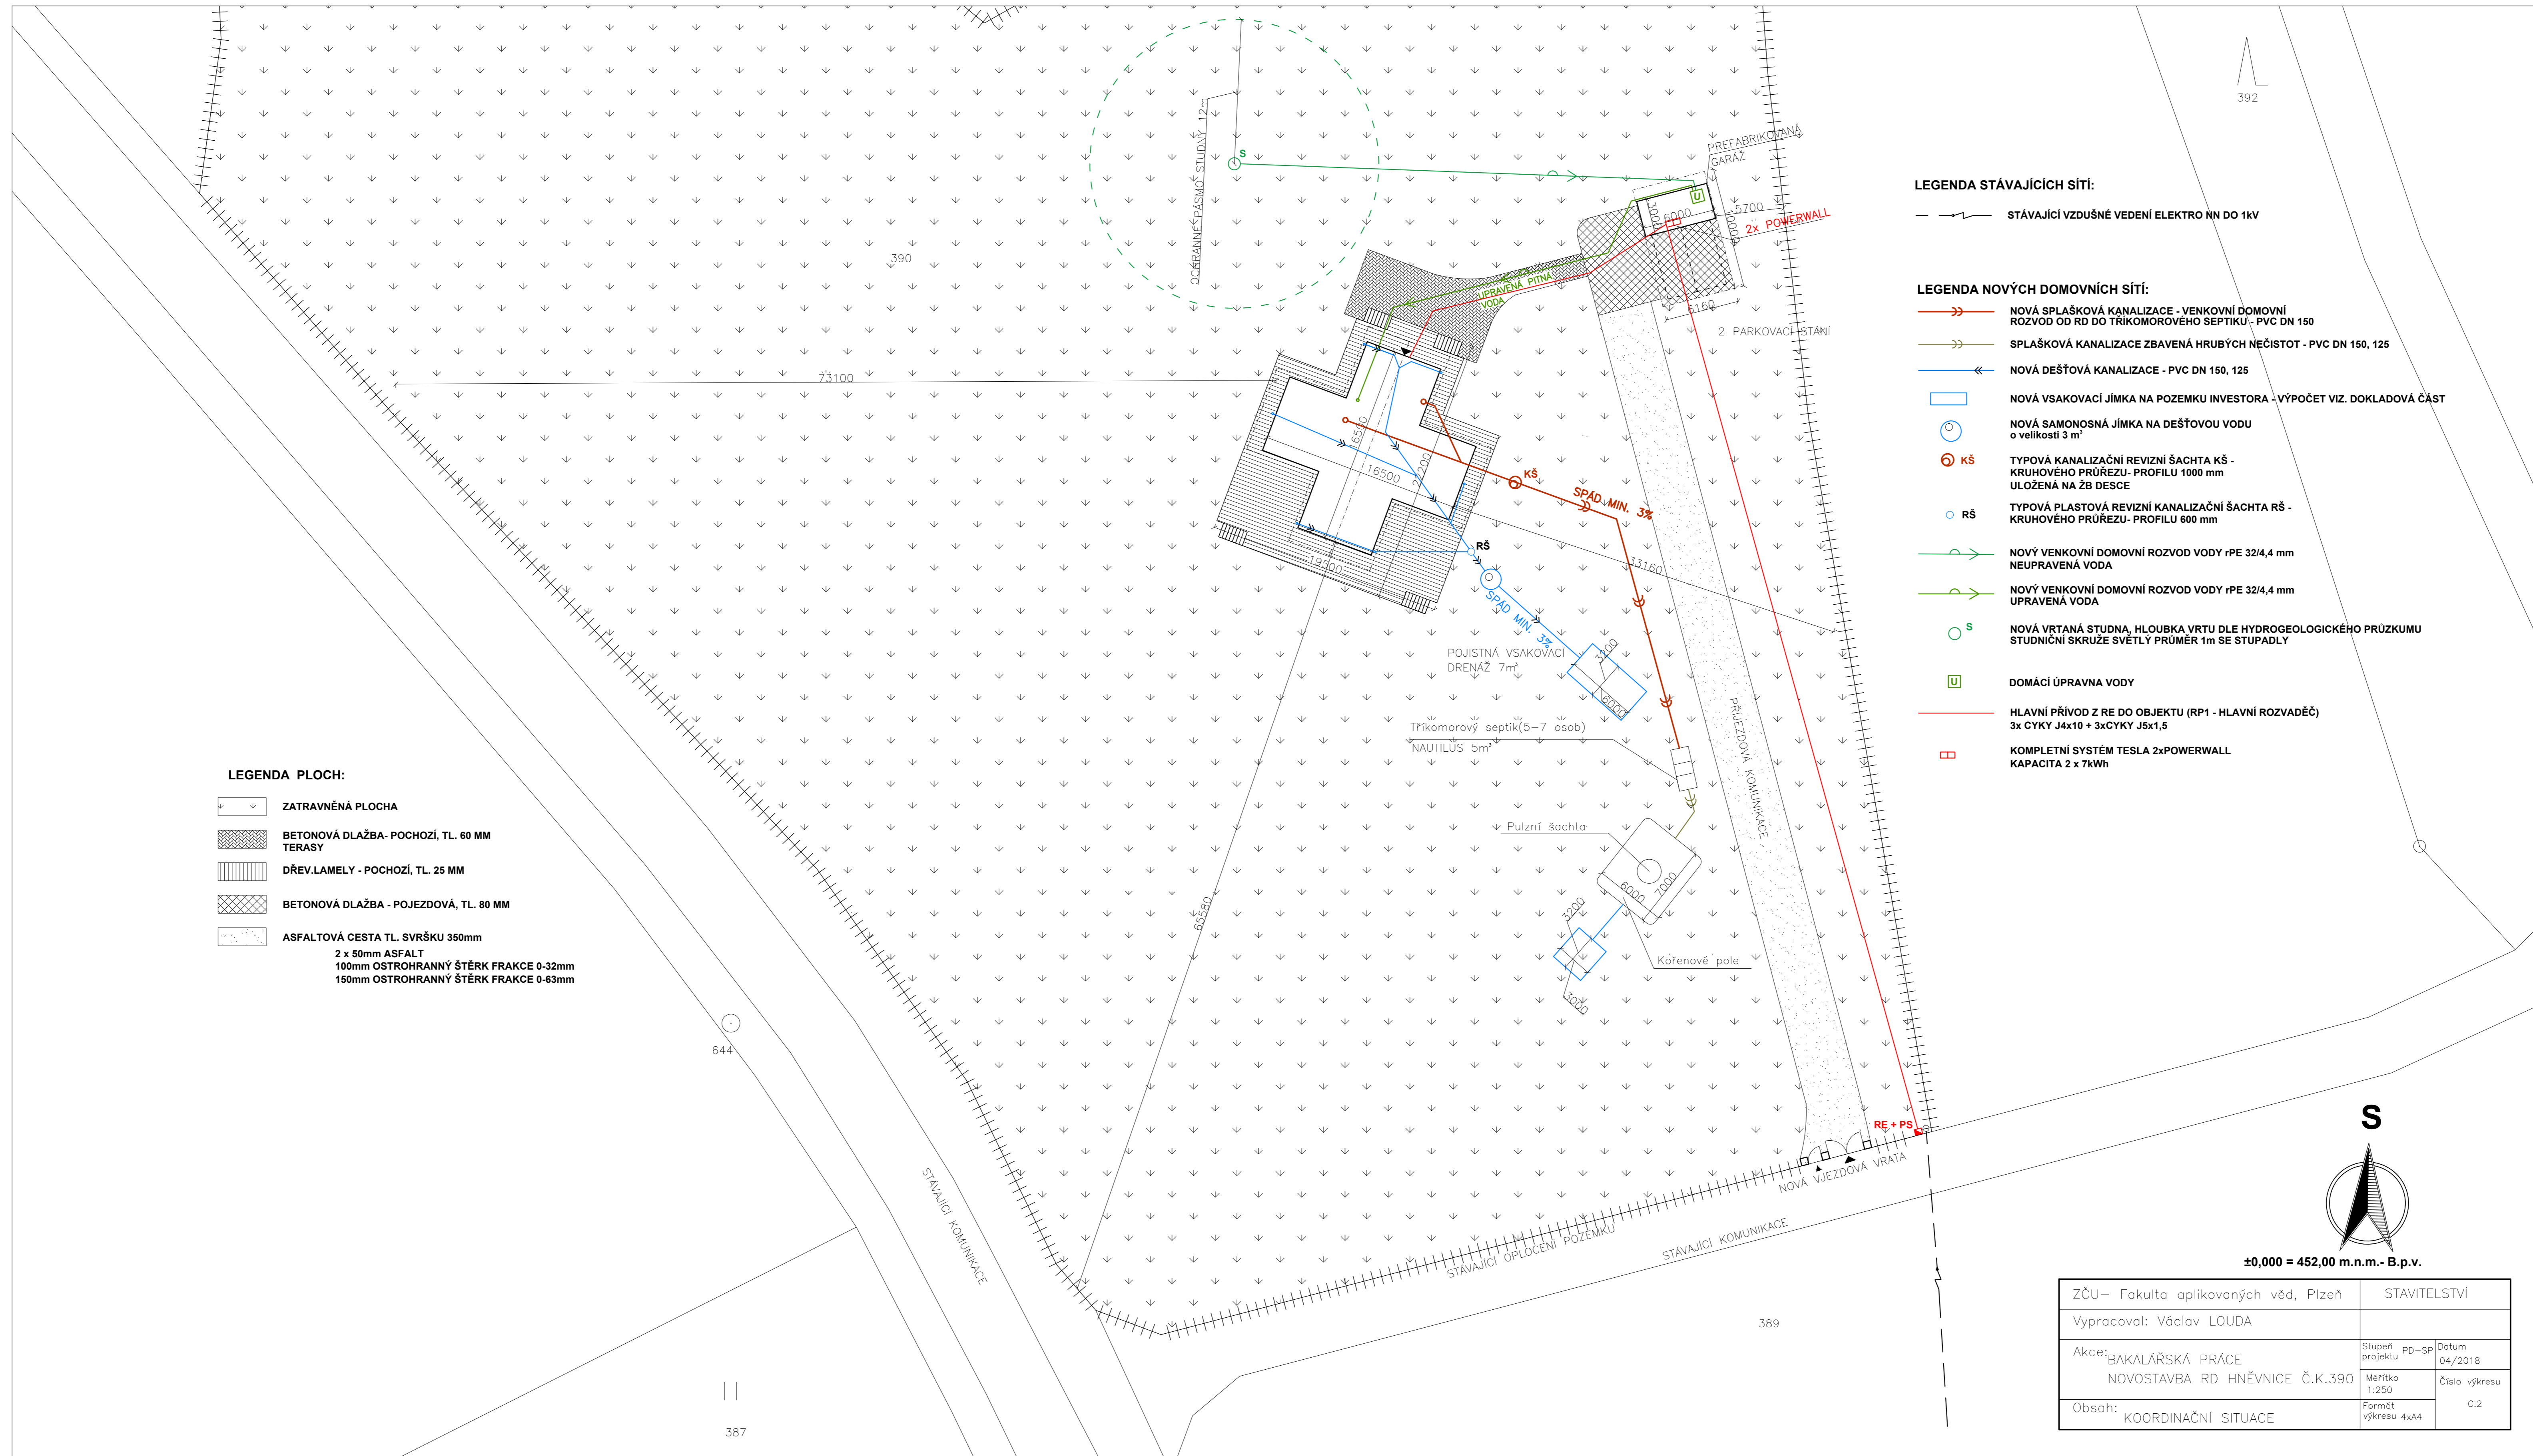 392
PREFABRIKOVANÁ
GARÁŽ
OCHRANNÉ PÁSMO STUDNY 12m
S
U
3000
6000
5700
2x POWERWALL
6160
2 PARKOVACÍ STÁNÍ
UPRAVENÁ PITNÁ
VODA
390
73100
16500
16500
22200
19500
KŠ
SPÁD MIN. 3%
RŠ
33160
SPÁD MIN. 3%
POJISTNÁ VSAKOVACÍ
DRENÁŽ 7m³
3200
6000
Tříkomorový septik(5-7 osob)
NAUTILUS 5m³
PŘÍJEZDOVÁ KOMUNIKACE
Pulzní šachta
6000
7000
3200
3000
Kořenové pole
65580
RE + PS
NOVÁ VJEZDOVÁ VRATA
STÁVAJÍCÍ OPLOCENÍ POZEMKU
STÁVAJÍCÍ KOMUNIKACE
STÁVAJÍCÍ KOMUNIKACE
644
387
389
LEGENDA STÁVAJÍCÍCH SÍTÍ:
STÁVAJÍCÍ VZDUŠNÉ VEDENÍ ELEKTRO NN DO 1kV
LEGENDA NOVÝCH DOMOVNÍCH SÍTÍ:
NOVÁ SPLAŠKOVÁ KANALIZACE - VENKOVNÍ DOMOVNÍ
ROZVOD OD RD DO TŘÍKOMOROVÉHO SEPTIKU - PVC DN 150
SPLAŠKOVÁ KANALIZACE ZBAVENÁ HRUBÝCH NEČISTOT - PVC DN 150, 125
NOVÁ DEŠŤOVÁ KANALIZACE - PVC DN 150, 125
NOVÁ VSAKOVACÍ JÍMKA NA POZEMKU INVESTORA - VÝPOČET VIZ. DOKLADOVÁ ČÁST
NOVÁ SAMONOSNÁ JÍMKA NA DEŠŤOVOU VODU
o velikosti 3 m³
KŠ
TYPOVÁ KANALIZAČNÍ REVIZNÍ ŠACHTA KŠ -
KRUHOVÉHO PRŮŘEZU- PROFILU 1000 mm
ULOŽENÁ NA ŽB DESCE
RŠ
TYPOVÁ PLASTOVÁ REVIZNÍ KANALIZAČNÍ ŠACHTA RŠ -
KRUHOVÉHO PRŮŘEZU- PROFILU 600 mm
NOVÝ VENKOVNÍ DOMOVNÍ ROZVOD VODY rPE 32/4,4 mm
NEUPRAVENÁ VODA
NOVÝ VENKOVNÍ DOMOVNÍ ROZVOD VODY rPE 32/4,4 mm
UPRAVENÁ VODA
S
NOVÁ VRTANÁ STUDNA, HLOUBKA VRTU DLE HYDROGEOLOGICKÉHO PRŮZKUMU
STUDNIČNÍ SKRUŽE SVĚTLÝ PRŮMĚR 1m SE STUPADLY
U
DOMÁCÍ ÚPRAVNA VODY
HLAVNÍ PŘÍVOD Z RE DO OBJEKTU (RP1 - HLAVNÍ ROZVADĚČ)
3x CYKY J4x10 + 3xCYKY J5x1,5
KOMPLETNÍ SYSTÉM TESLA 2xPOWERWALL
KAPACITA 2 x 7kWh
LEGENDA PLOCH:
ZATRAVNĚNÁ PLOCHA
BETONOVÁ DLAŽBA- POCHOZÍ, TL. 60 MM
TERASY
DŘEV.LAMELY - POCHOZÍ, TL. 25 MM
BETONOVÁ DLAŽBA - POJEZDOVÁ, TL. 80 MM
ASFALTOVÁ CESTA TL. SVRŠKU 350mm
2 x 50mm ASFALT
100mm OSTROHRANNÝ ŠTĚRK FRAKCE 0-32mm
150mm OSTROHRANNÝ ŠTĚRK FRAKCE 0-63mm
S
±0,000 = 452,00 m.n.m.- B.p.v.
ZČU- Fakulta aplikovaných věd, Plzeň
STAVITELSTVÍ
Vypracoval: Václav LOUDA
Akce: BAKALÁŘSKÁ PRÁCE
NOVOSTAVBA RD HNĚVNICE Č.K.390
Stupeň projektu PD-SP
Datum 04/2018
Měřítko 1:250
Číslo výkresu C.2
Obsah: KOORDINAČNÍ SITUACE
Formát výkresu 4xA4